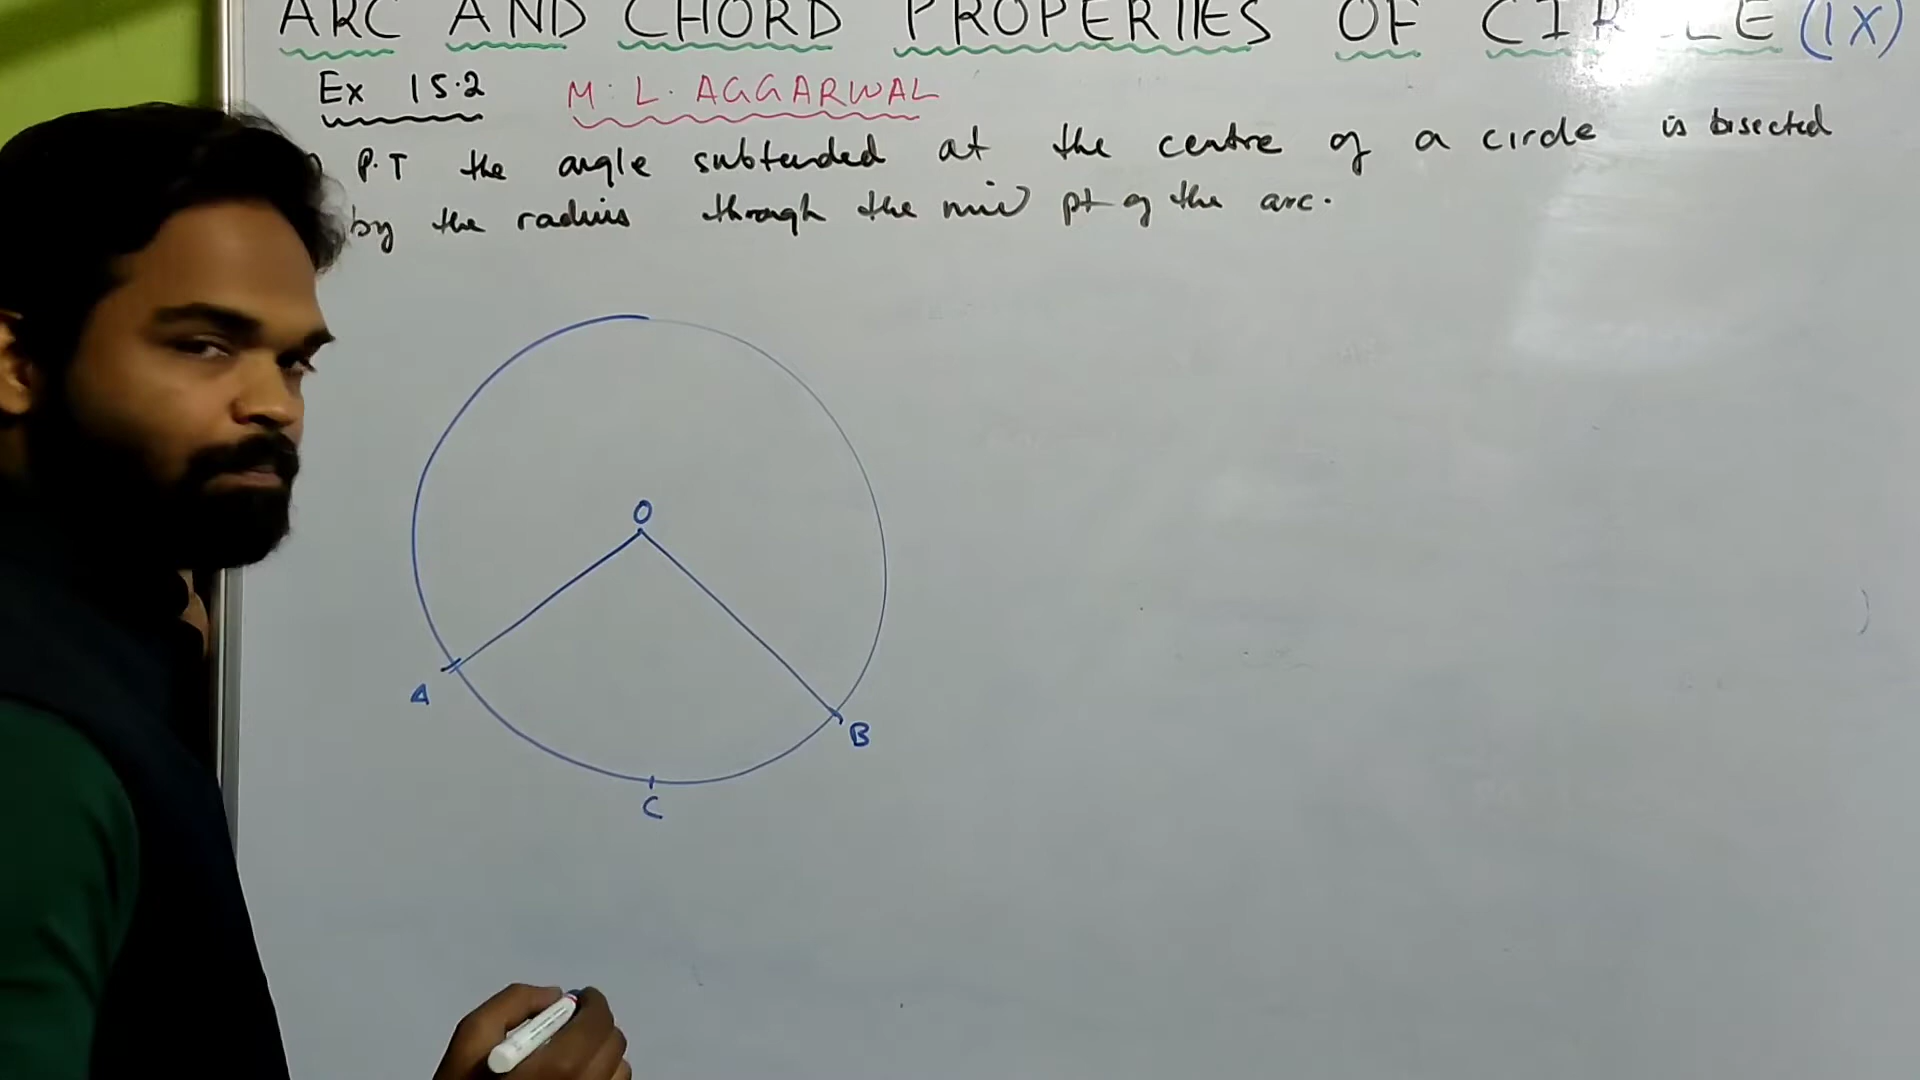 ARC AND CHORD PROPERTIES OF CIRCLE (IX)
Ex 15.2 M. L. AGGARWAL
P.T the angle subtended at the centre of a circle is bisected
by the radius through the mid pt of the arc.
O
A
B
C